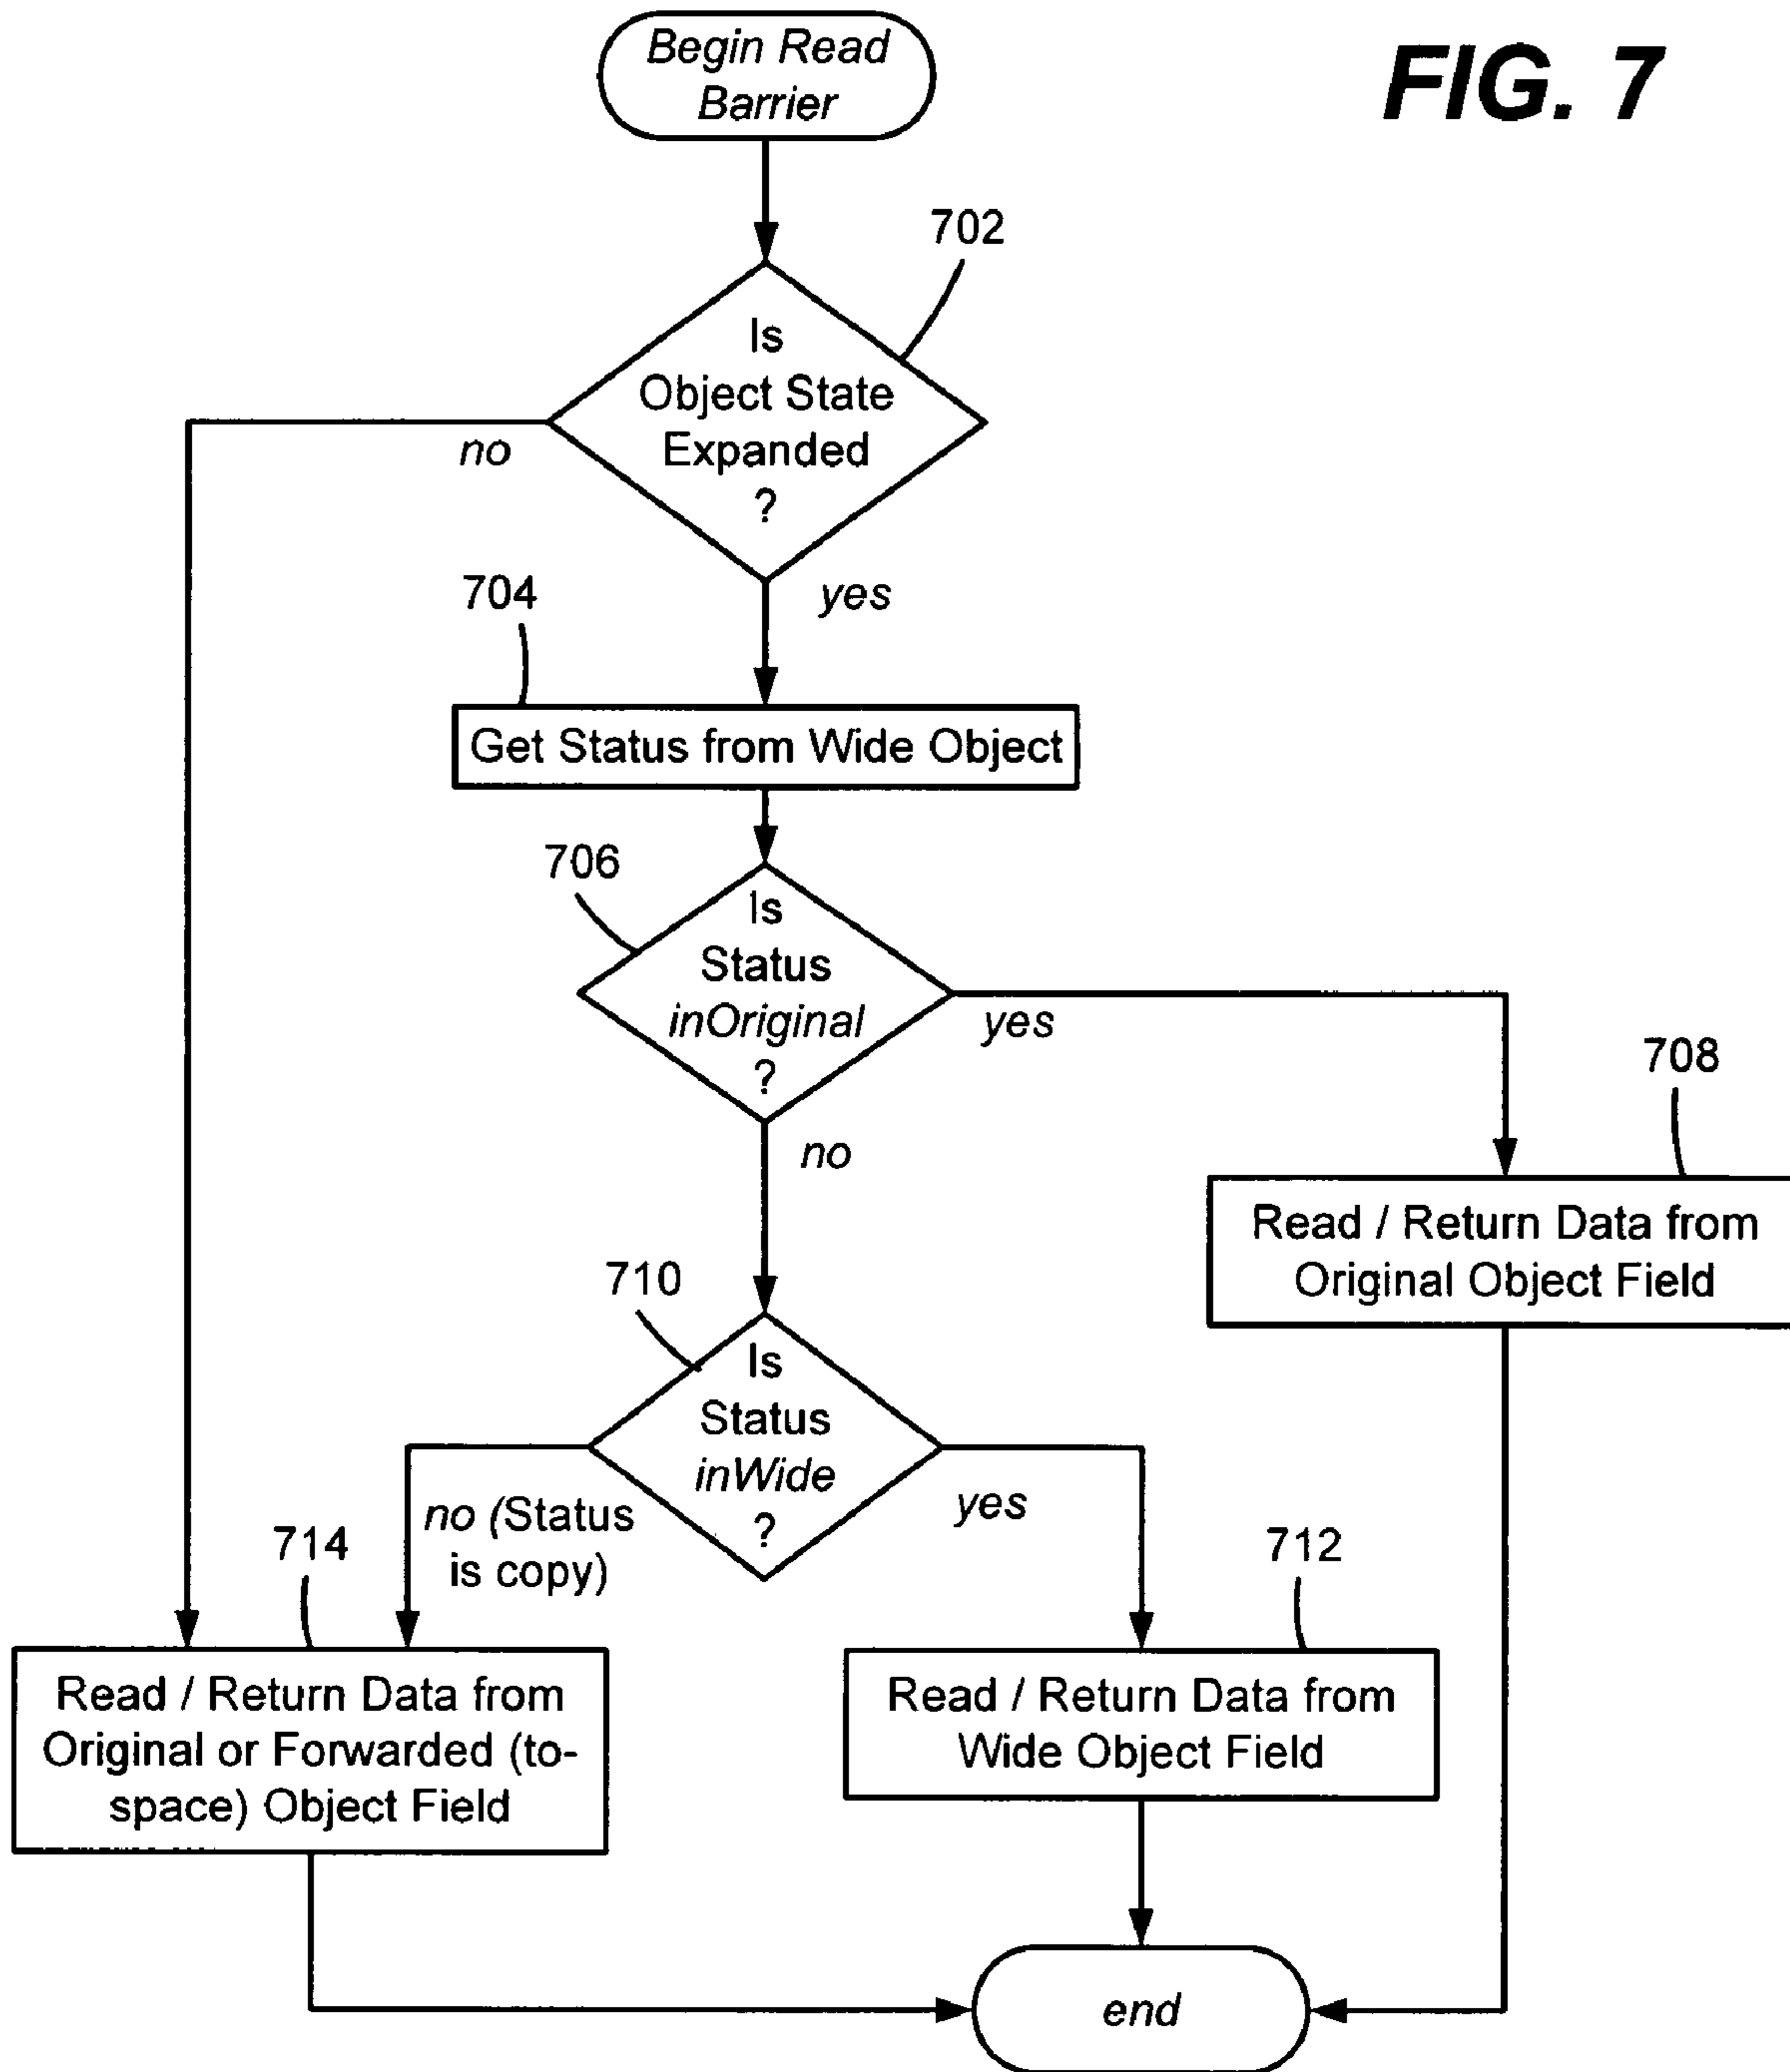 Begin Read
Barrier
FIG. 7
702
Is
Object State
Expanded
?
no
yes
704
Get Status from Wide Object
706
Is
Status
inOriginal
?
yes
no
708
Read / Return Data from
Original Object Field
710
Is
Status
inWide
?
no (Status
is copy)
yes
714
712
Read / Return Data from
Original or Forwarded (to-
space) Object Field
Read / Return Data from
Wide Object Field
end